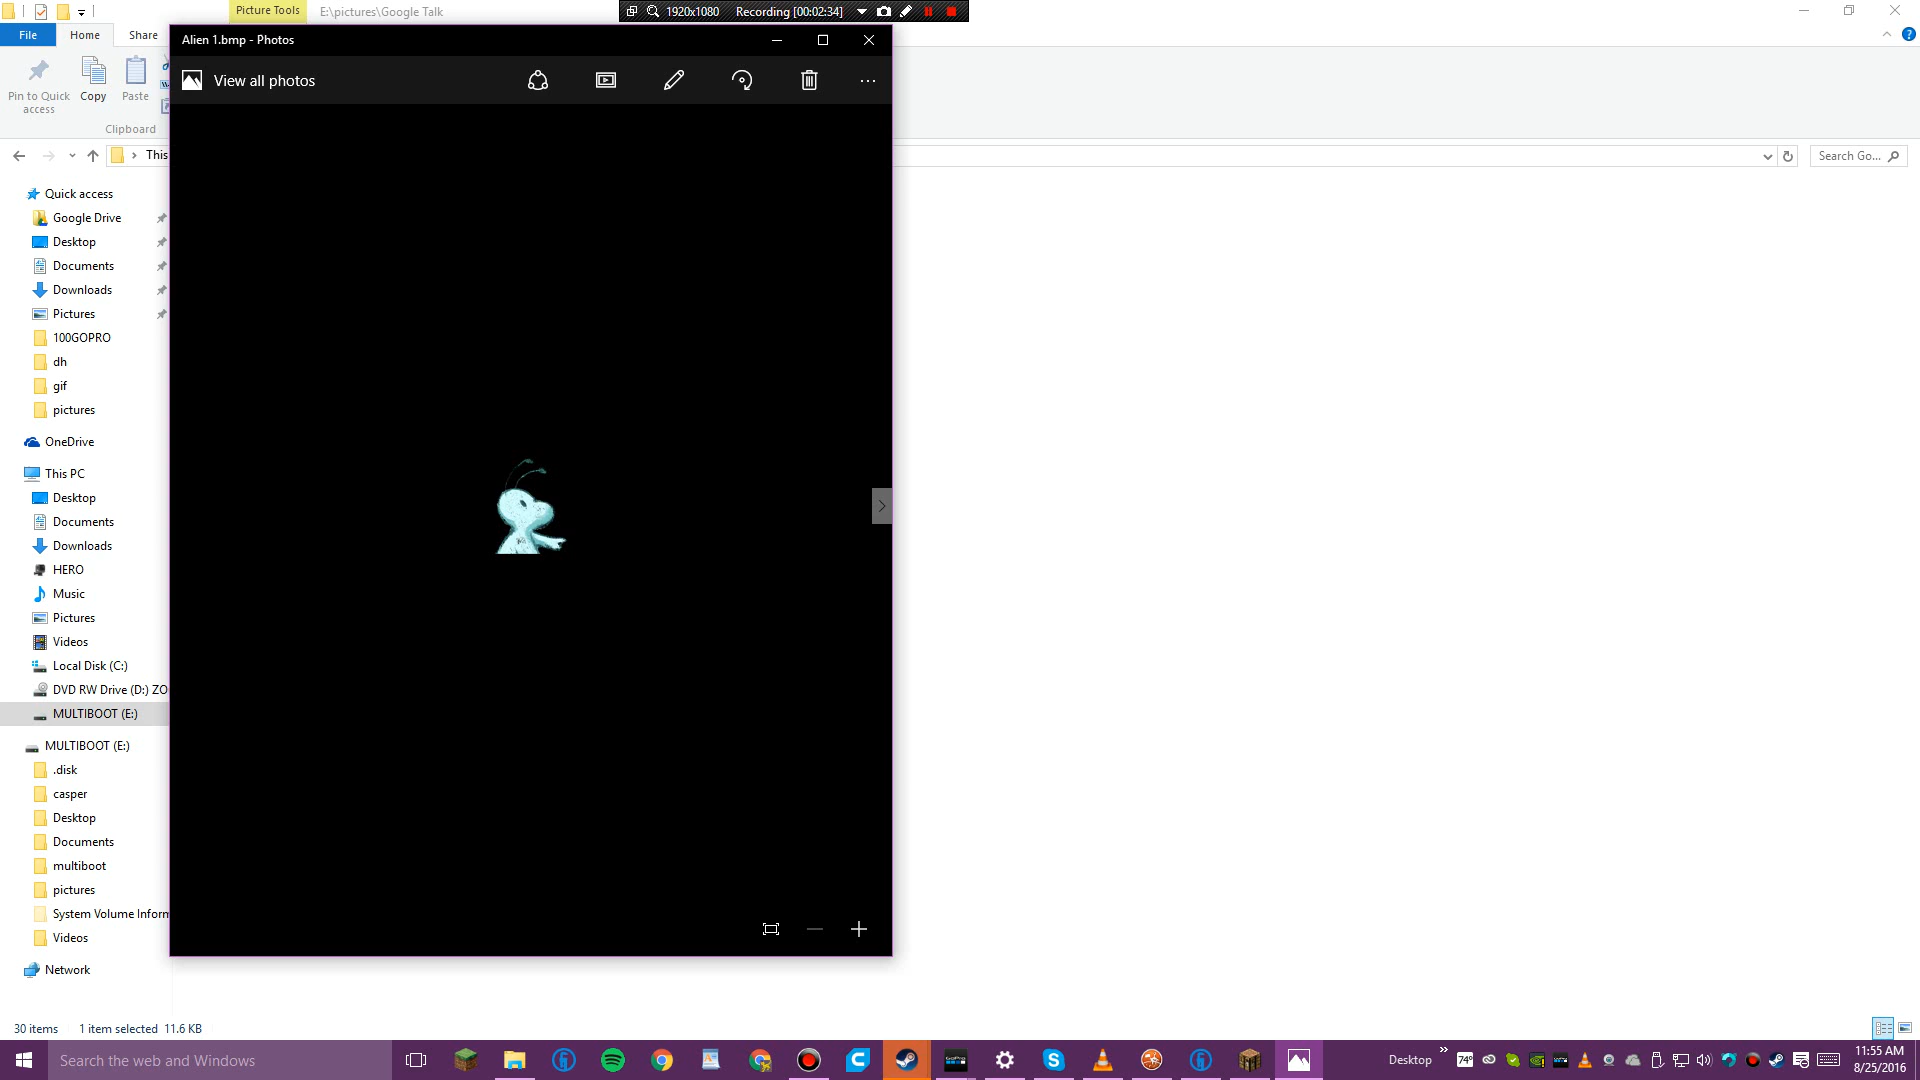 Picture Tools
E:\pictures\Google Talk
1920x1080 Recording [00:02:34]
File Home Share
Alien 1.bmp - Photos
View all photos
Pin to Quick access
Copy
Paste
Clipboard
This
Search Go...
Quick access
Google Drive
Desktop
Documents
Downloads
Pictures
100GOPRO
dh
gif
pictures
OneDrive
This PC
Desktop
Documents
Downloads
HERO
Music
Pictures
Videos
Local Disk (C:)
DVD RW Drive (D:) ZO
MULTIBOOT (E:)
MULTIBOOT (E:)
.disk
casper
Desktop
Documents
multiboot
pictures
System Volume Inform
Videos
Network
30 items 1 item selected 11.6 KB
Search the web and Windows
Desktop
74°
11:55 AM
8/25/2016